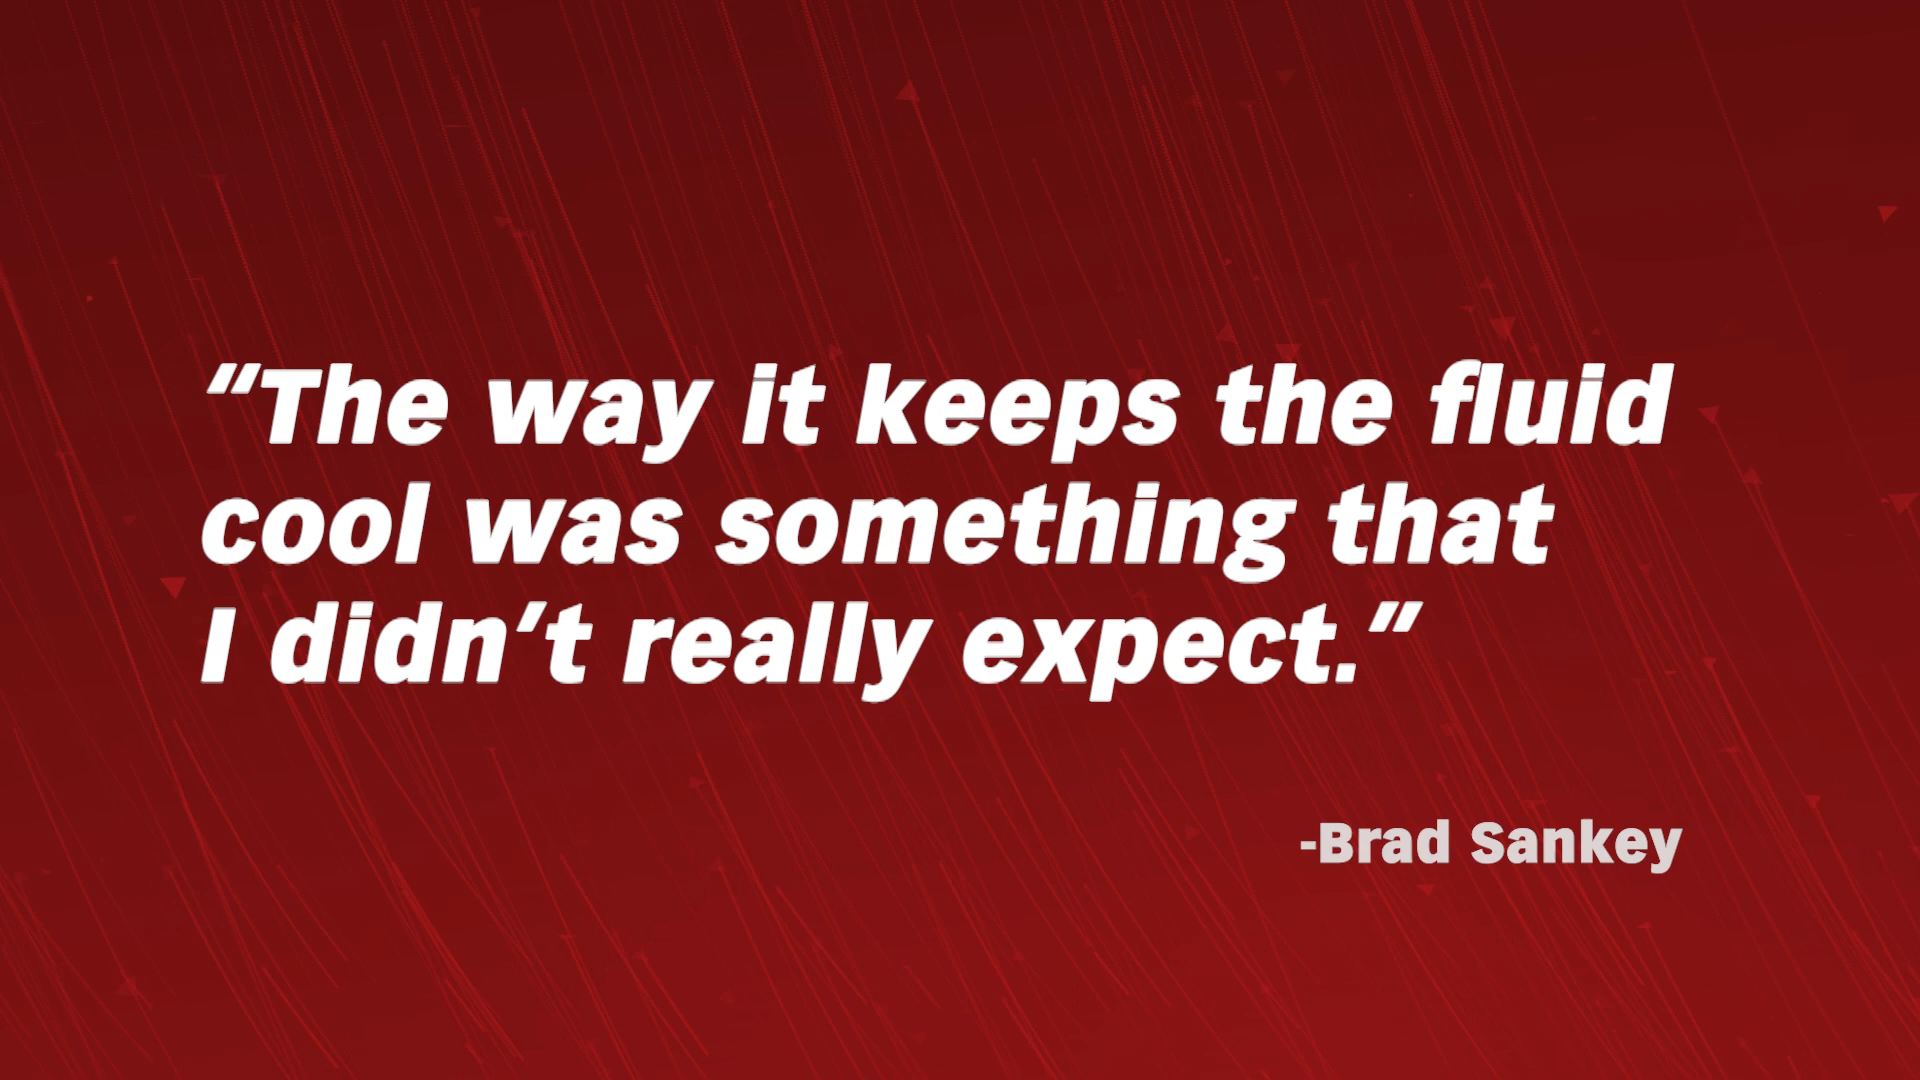 “The way it keeps the fluid
cool was something that
I didn’t really expect.”
-Brad Sankey